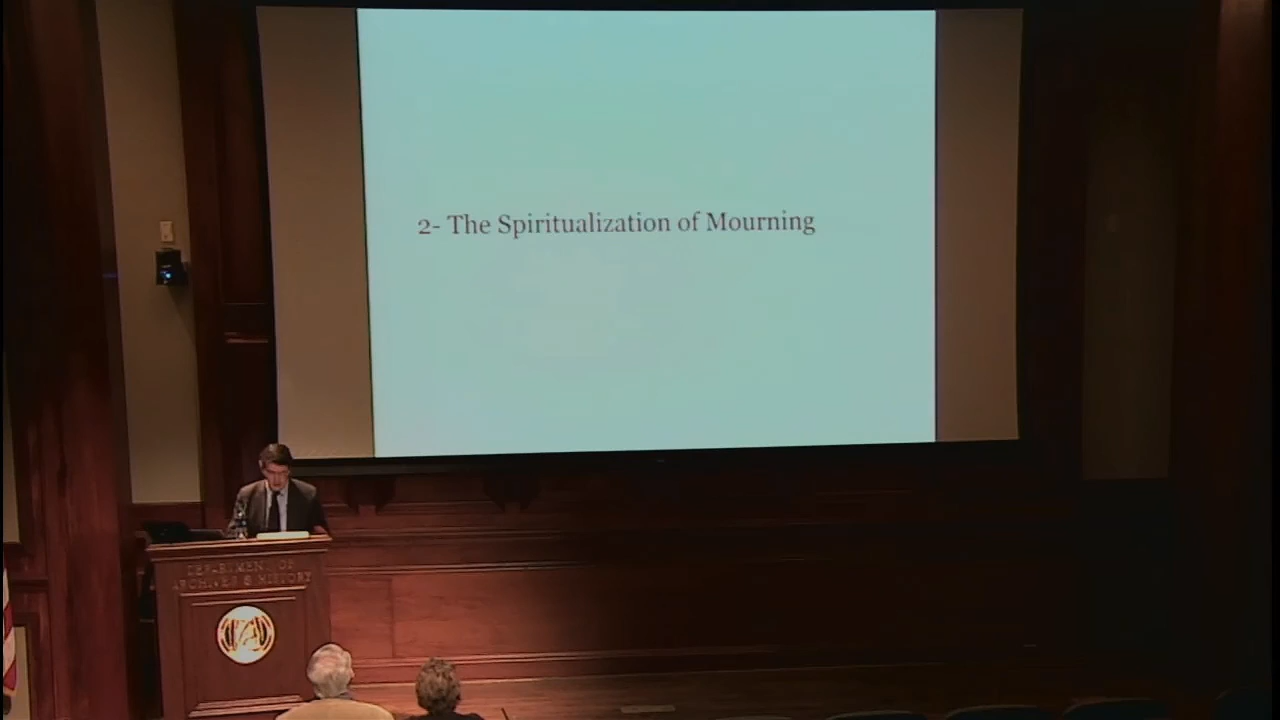 2- The Spiritualization of Mourning
DEPARTMENT OF
ARCHIVES & HISTORY